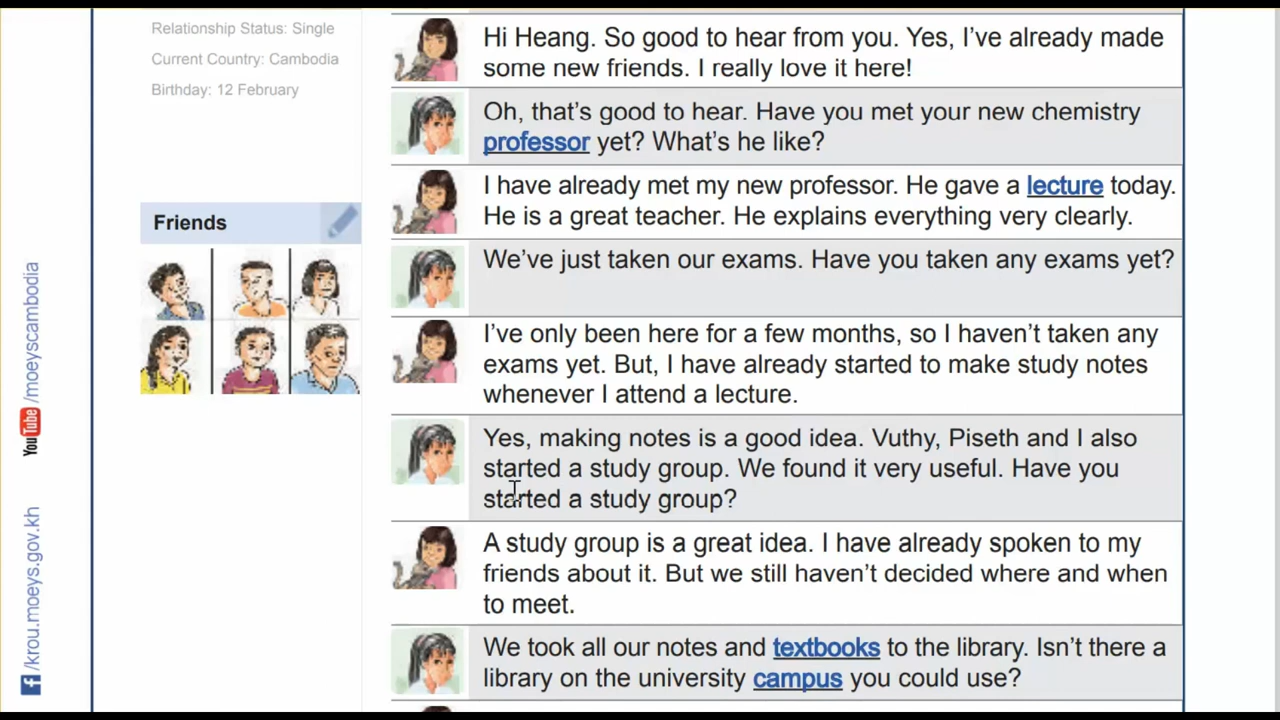 Relationship Status: Single
Current Country: Cambodia
Birthday: 12 February
Friends
YouTube /moeyscambodia
f /krou.moeys.gov.kh
Hi Heang. So good to hear from you. Yes, I've already made
some new friends. I really love it here!
Oh, that's good to hear. Have you met your new chemistry
professor yet? What's he like?
I have already met my new professor. He gave a lecture today.
He is a great teacher. He explains everything very clearly.
We've just taken our exams. Have you taken any exams yet?
I've only been here for a few months, so I haven't taken any
exams yet. But, I have already started to make study notes
whenever I attend a lecture.
Yes, making notes is a good idea. Vuthy, Piseth and I also
started a study group. We found it very useful. Have you
started a study group?
A study group is a great idea. I have already spoken to my
friends about it. But we still haven't decided where and when
to meet.
We took all our notes and textbooks to the library. Isn't there a
library on the university campus you could use?